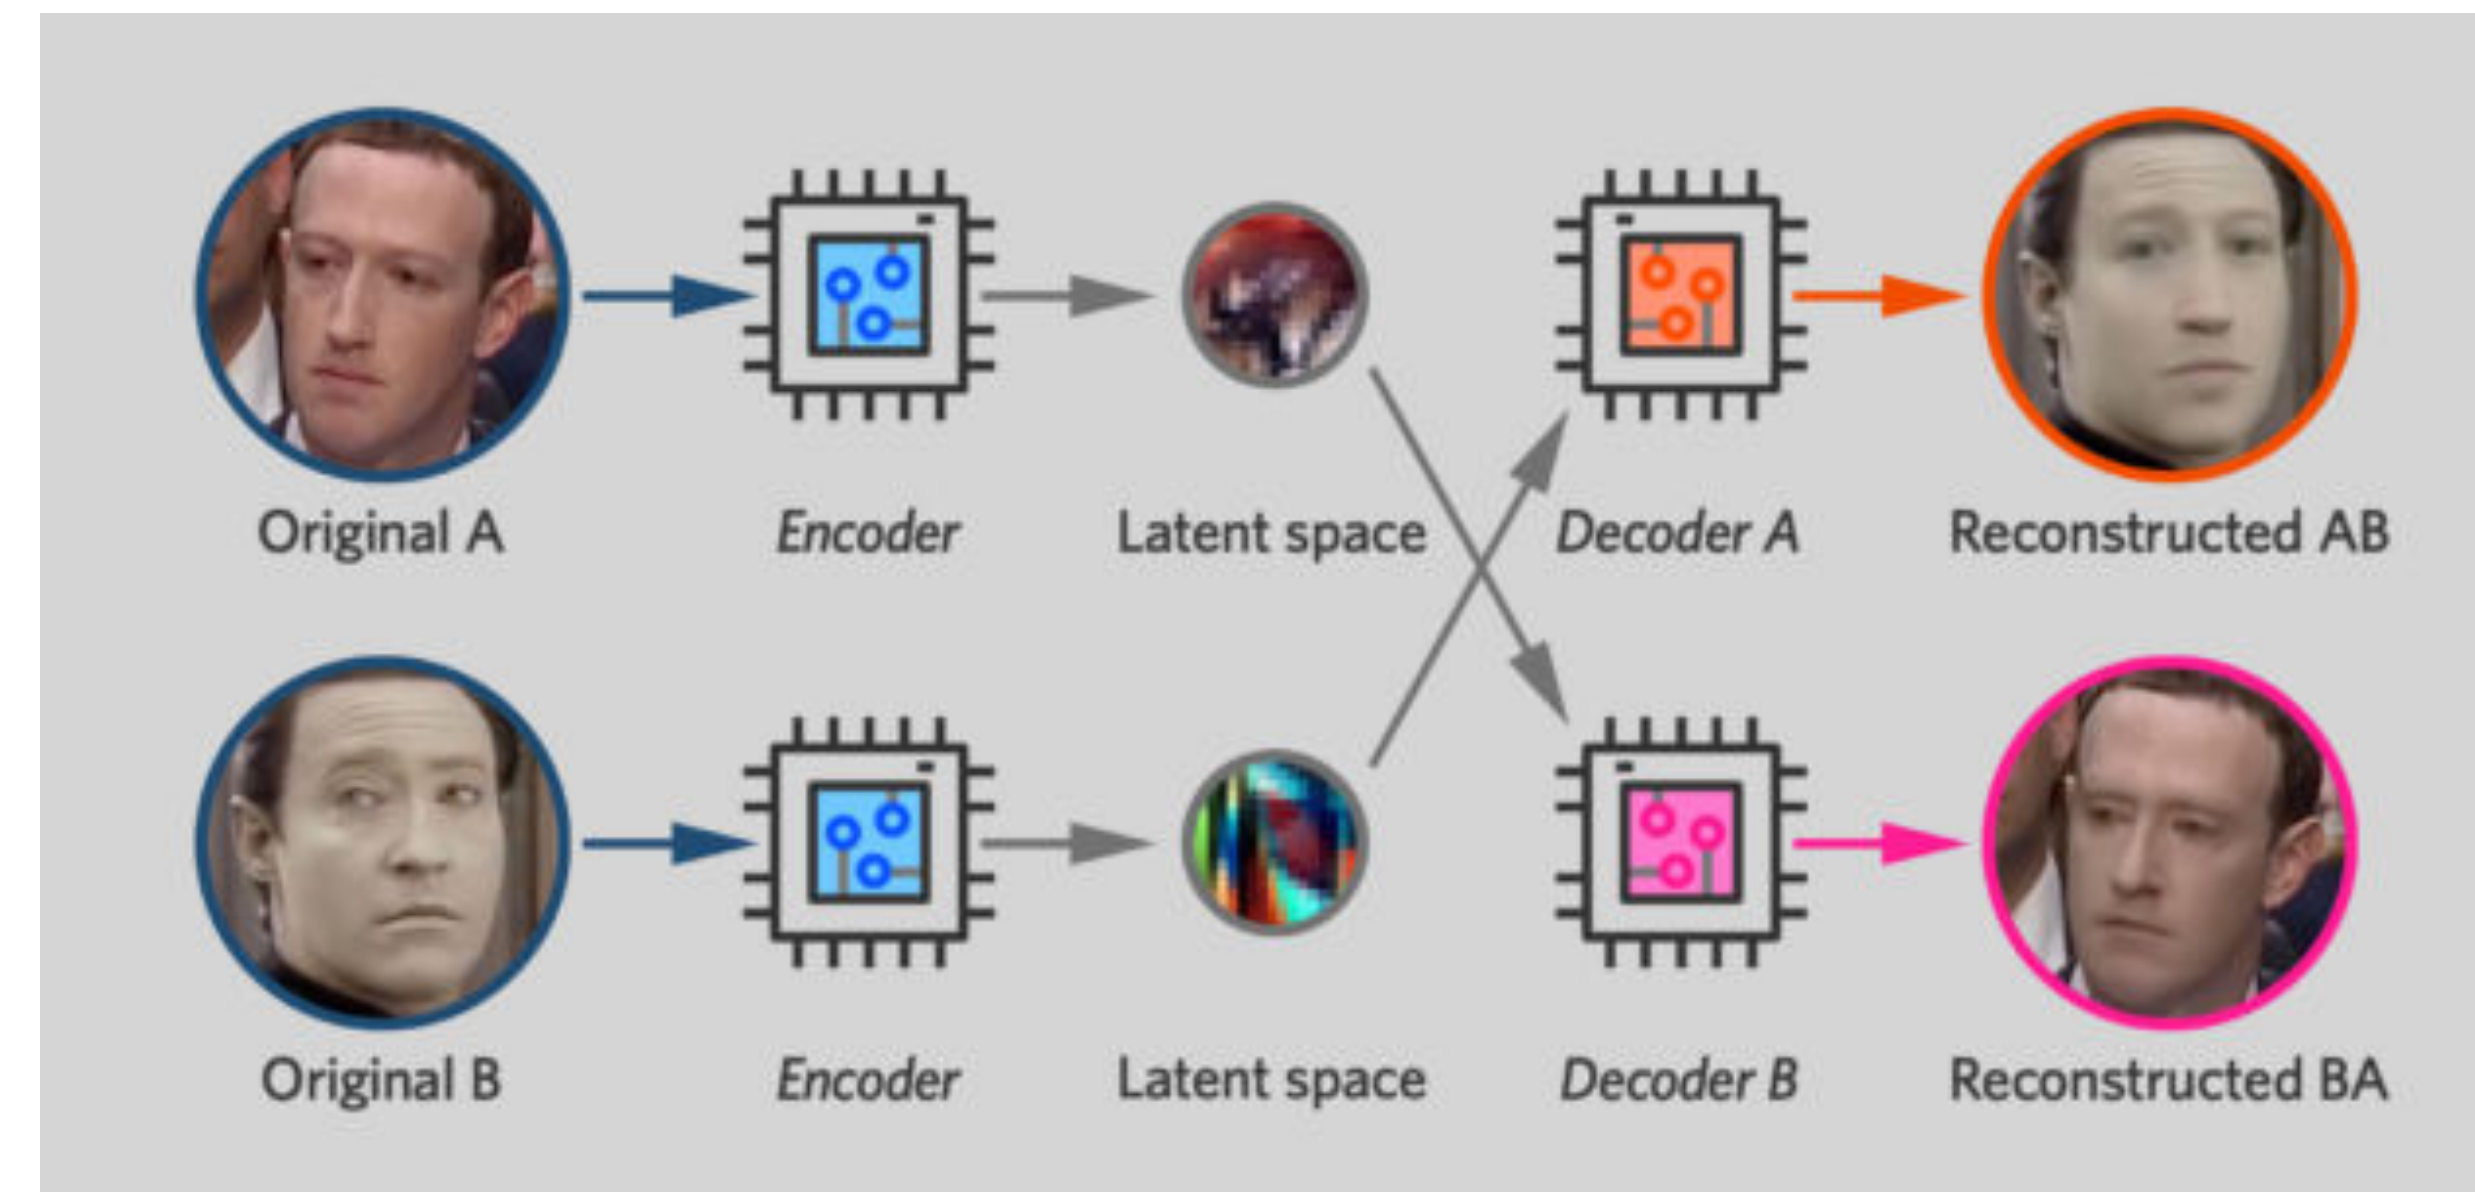 Original A
Encoder
Latent space
Decoder A
Reconstructed AB
Original B
Encoder
Latent space
Decoder B
Reconstructed BA